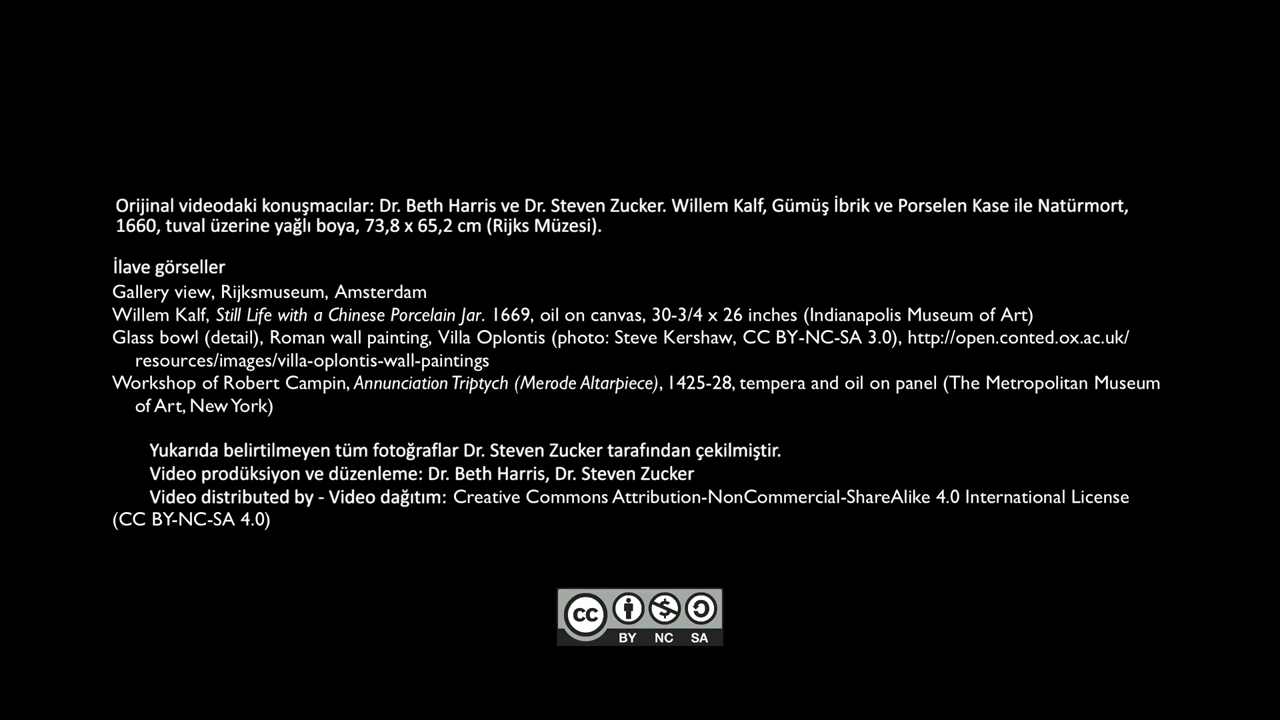 Orijinal videodaki konuşmacılar: Dr. Beth Harris ve Dr. Steven Zucker. Willem Kalf, Gümüş İbrik ve Porselen Kase ile Natürmort,
1660, tuval üzerine yağlı boya, 73,8 x 65,2 cm (Rijks Müzesi).
İlave görseller
Gallery view, Rijksmuseum, Amsterdam
Willem Kalf, Still Life with a Chinese Porcelain Jar. 1669, oil on canvas, 30-3/4 x 26 inches (Indianapolis Museum of Art)
Glass bowl (detail), Roman wall painting, Villa Oplontis (photo: Steve Kershaw, CC BY-NC-SA 3.0), http://open.conted.ox.ac.uk/
resources/images/villa-oplontis-wall-paintings
Workshop of Robert Campin, Annunciation Triptych (Merode Altarpiece), 1425-28, tempera and oil on panel (The Metropolitan Museum
of Art, New York)
Yukarıda belirtilmeyen tüm fotoğraflar Dr. Steven Zucker tarafından çekilmiştir.
Video prodüksiyon ve düzenleme: Dr. Beth Harris, Dr. Steven Zucker
Video distributed by - Video dağıtım: Creative Commons Attribution-NonCommercial-ShareAlike 4.0 International License
(CC BY-NC-SA 4.0)
cc
BY NC SA